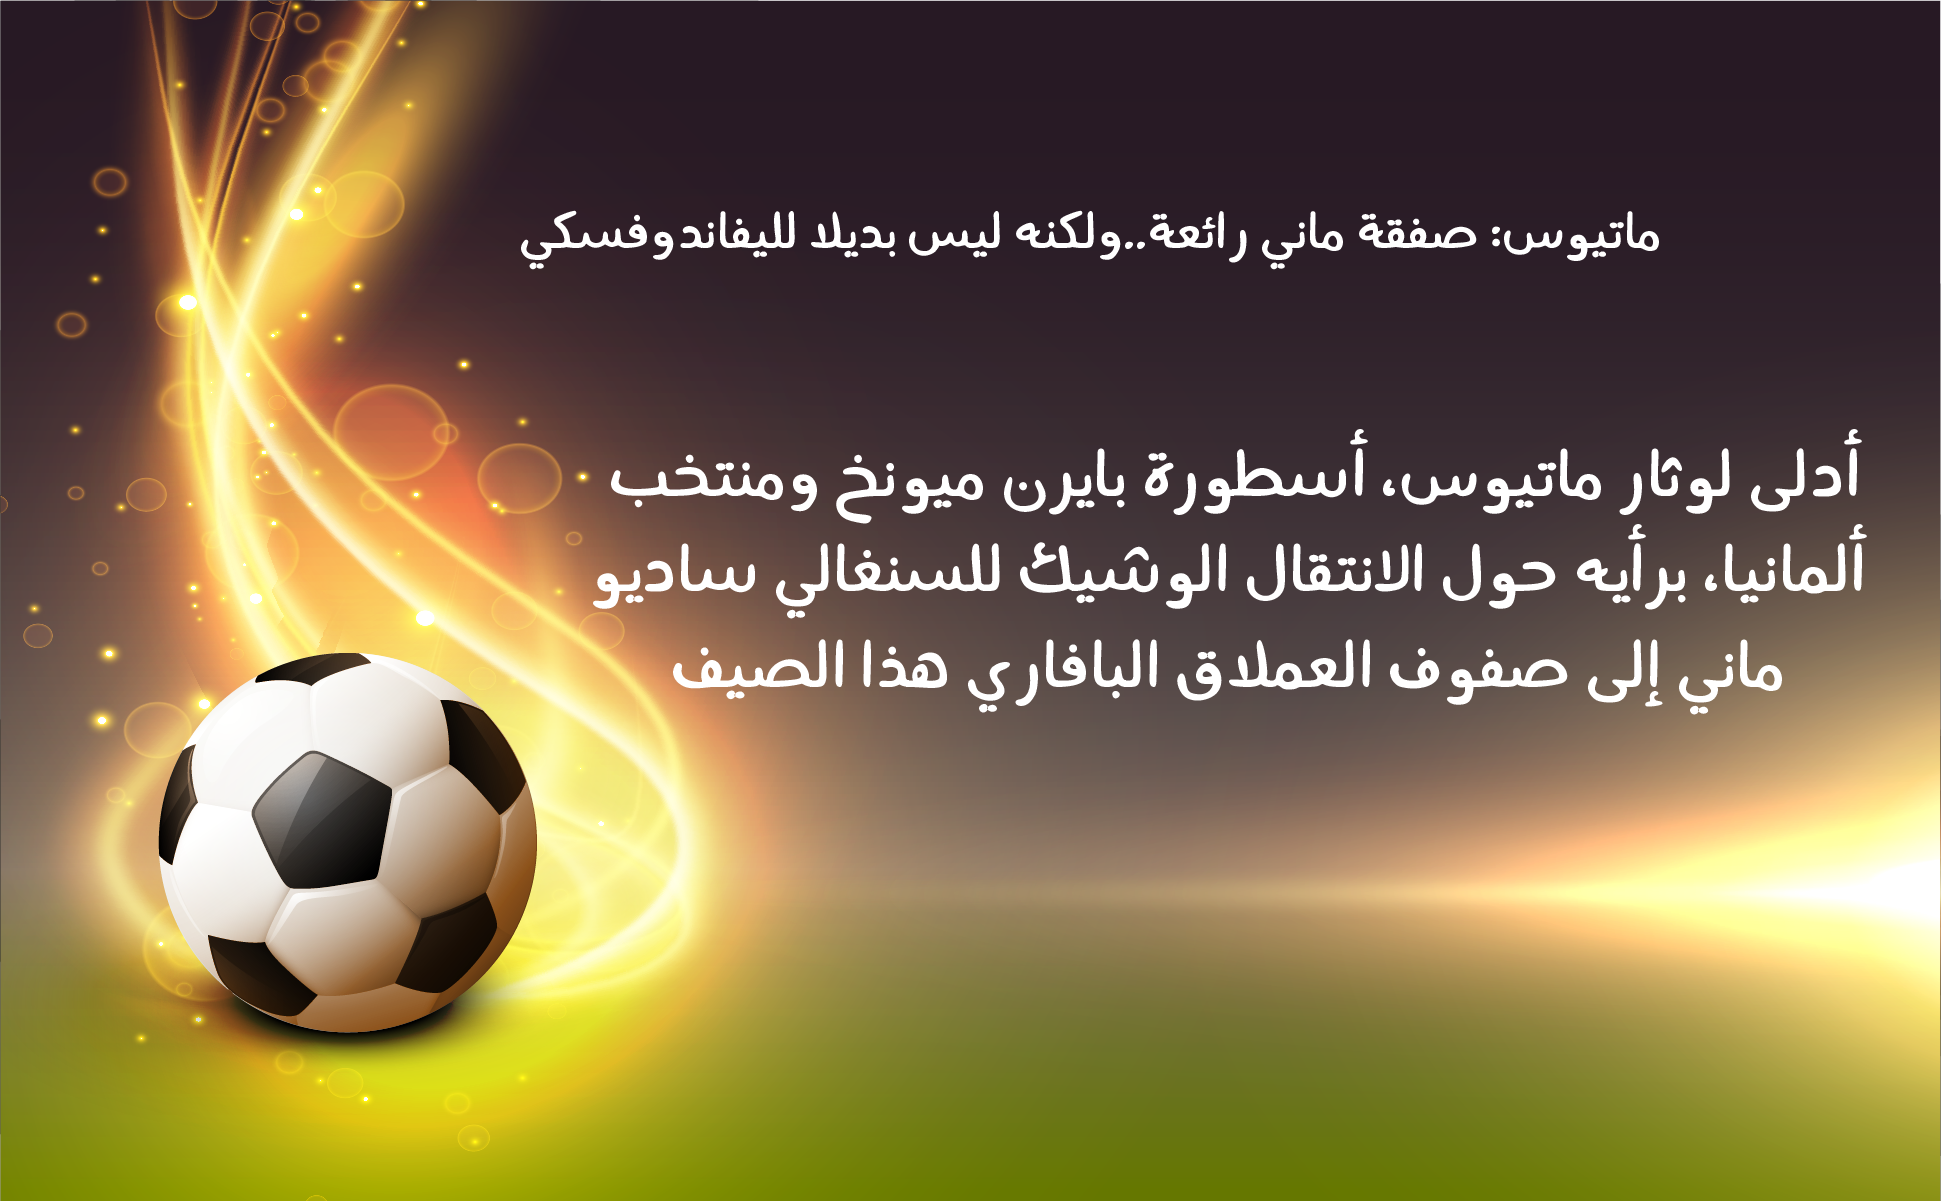 ماتيوس: صفقة ماني رائعة..ولكنه ليس بديلا لليفاندوفسكي
أدلى لوثار ماتيوس، أسطورة بايرن ميونخ ومنتخب
ألمانيا، برأيه حول الانتقال الوشيك للسنغالي ساديو
ماني إلى صفوف العملاق البافاري هذا الصيف